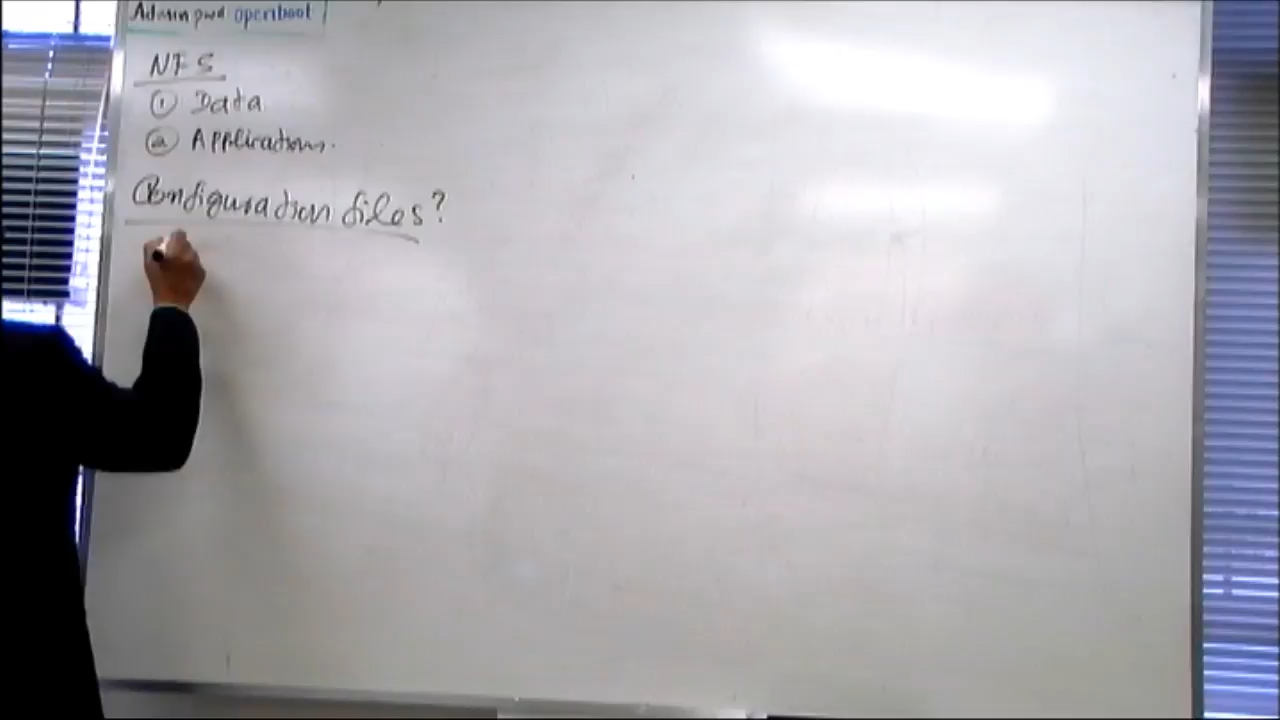 Admin pwd openboot
NFS
① Data
② Applications.
Configuration files?